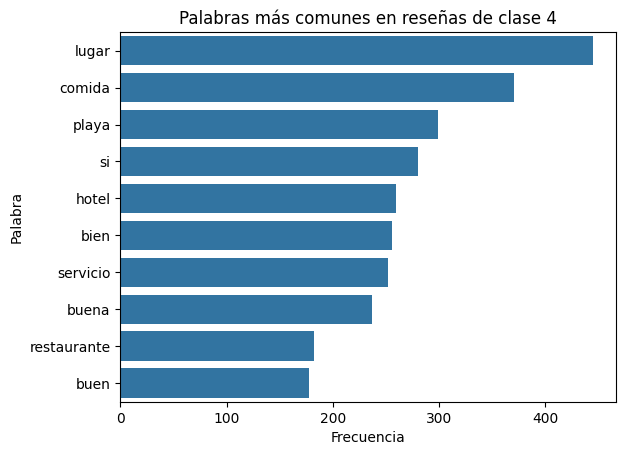 Palabras más comunes en reseñas de clase 4
Palabra
lugar
comida
playa
si
hotel
bien
servicio
buena
restaurante
buen
0 100 200 300 400
Frecuencia